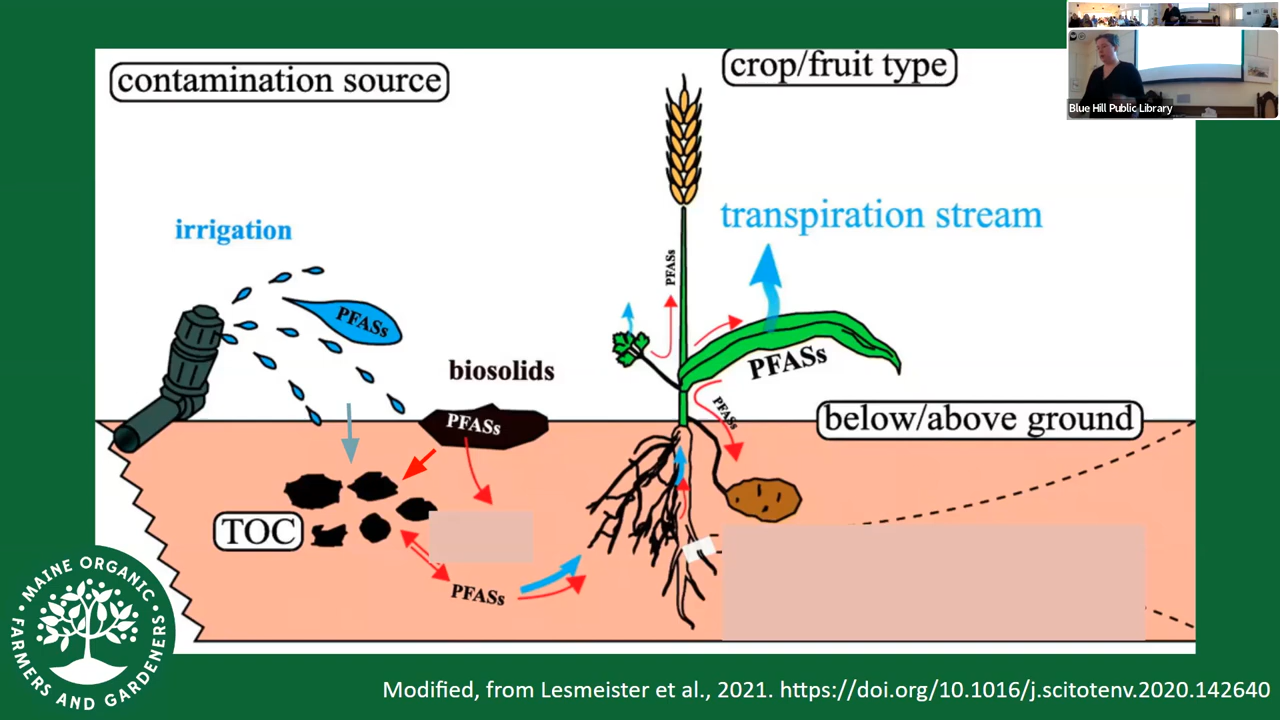 contamination source
crop/fruit type
Blue Hill Public Library
irrigation
transpiration stream
PFASs
PFASs
PFASs
biosolids
PFASs
PFASs
below/above ground
TOC
PFASs
MAINE ORGANIC
FARMERS AND GARDENERS
Modified, from Lesmeister et al., 2021. https://doi.org/10.1016/j.scitotenv.2020.142640